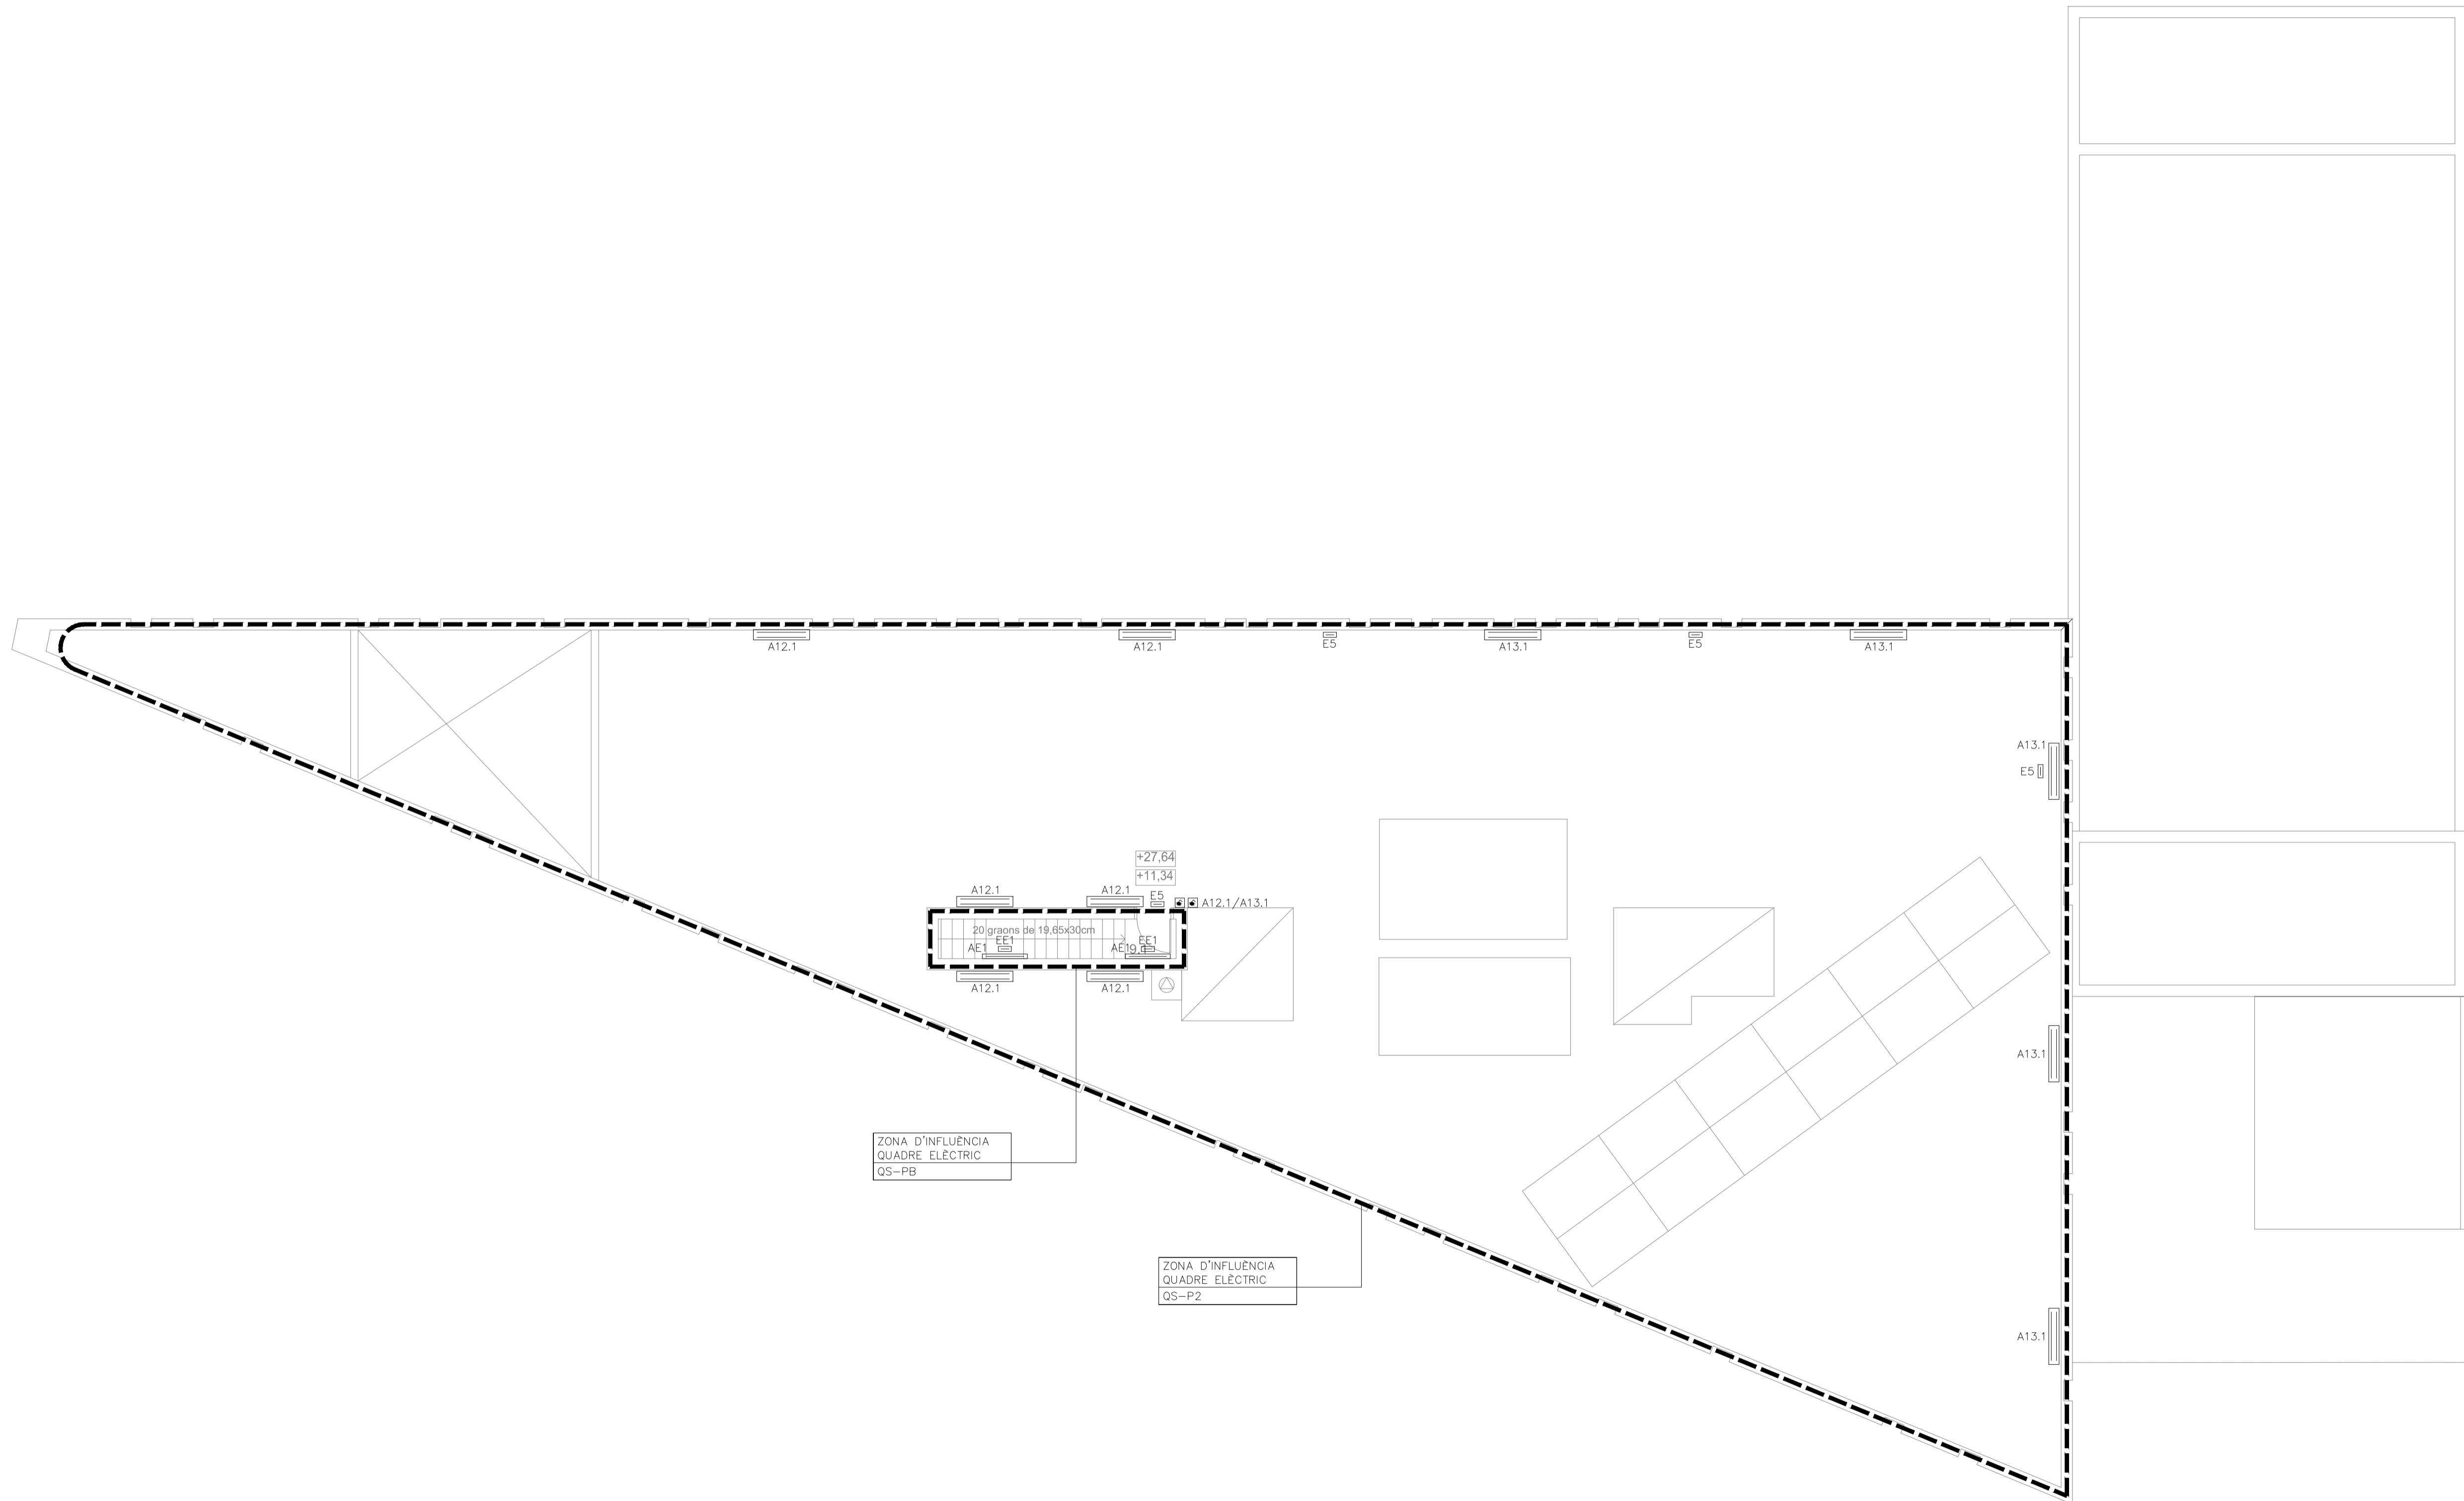 A12.1
A12.1
E5
A13.1
E5
A13.1
A13.1
E5
+27,64
+11,34
A12.1
A12.1
E5
A12.1/A13.1
20 graons de 19,65x30cm
EE1
EE1
AE1
AE1
A12.1
A12.1
A13.1
ZONA D'INFLUÈNCIA
QUADRE ELÈCTRIC
QS-PB
ZONA D'INFLUÈNCIA
QUADRE ELÈCTRIC
QS-P2
A13.1